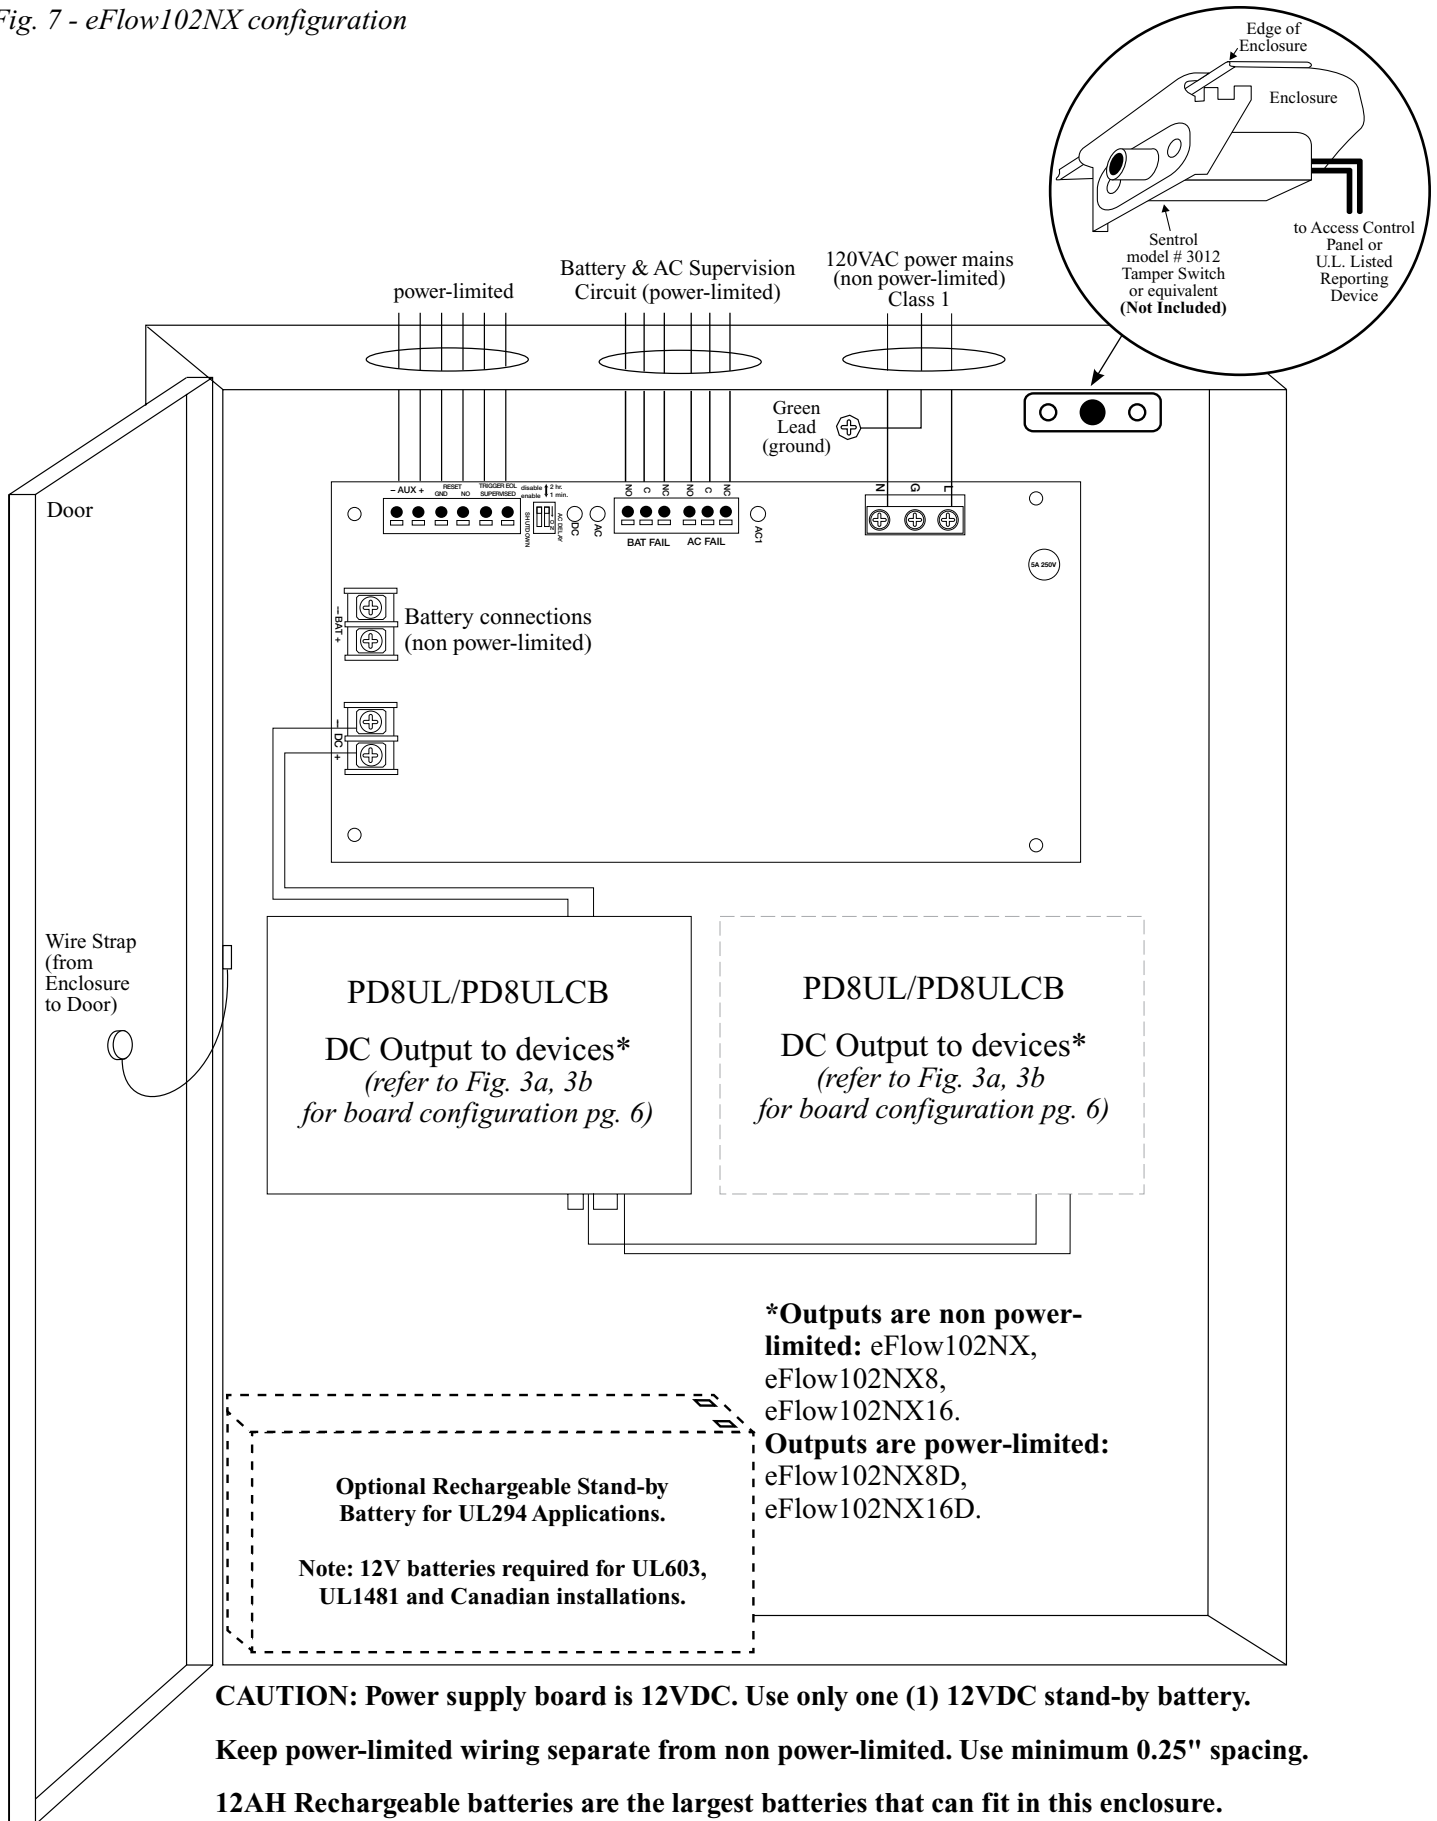 Fig. 7 - eFlow102NX configuration
Edge of
Enclosure
Enclosure
to Access Control
Panel or
U.L. Listed
Reporting
Device
Sentrol
model # 3012
Tamper Switch
or equivalent
(Not Included)
power-limited
Battery & AC Supervision
Circuit (power-limited)
120VAC power mains
(non power-limited)
Class 1
Green
Lead
(ground)
Door
– AUX +
RESET
GND NO
TRIGGER EOL
SUPERVISED
disable 2 hr.
enable 1 min.
SHUTDOWN
AC DELAY
ON
DC
AC
NO C NC NO C NC
BAT FAIL AC FAIL
AC1
N G L
5A 250V
– BAT +
Battery connections
(non power-limited)
– DC +
Wire Strap
(from
Enclosure
to Door)
PD8UL/PD8ULCB
DC Output to devices*
(refer to Fig. 3a, 3b
for board configuration pg. 6)
PD8UL/PD8ULCB
DC Output to devices*
(refer to Fig. 3a, 3b
for board configuration pg. 6)
*Outputs are non power-
limited: eFlow102NX,
eFlow102NX8,
eFlow102NX16.
Outputs are power-limited:
eFlow102NX8D,
eFlow102NX16D.
Optional Rechargeable Stand-by
Battery for UL294 Applications.
Note: 12V batteries required for UL603,
UL1481 and Canadian installations.
CAUTION: Power supply board is 12VDC. Use only one (1) 12VDC stand-by battery.
Keep power-limited wiring separate from non power-limited. Use minimum 0.25" spacing.
12AH Rechargeable batteries are the largest batteries that can fit in this enclosure.